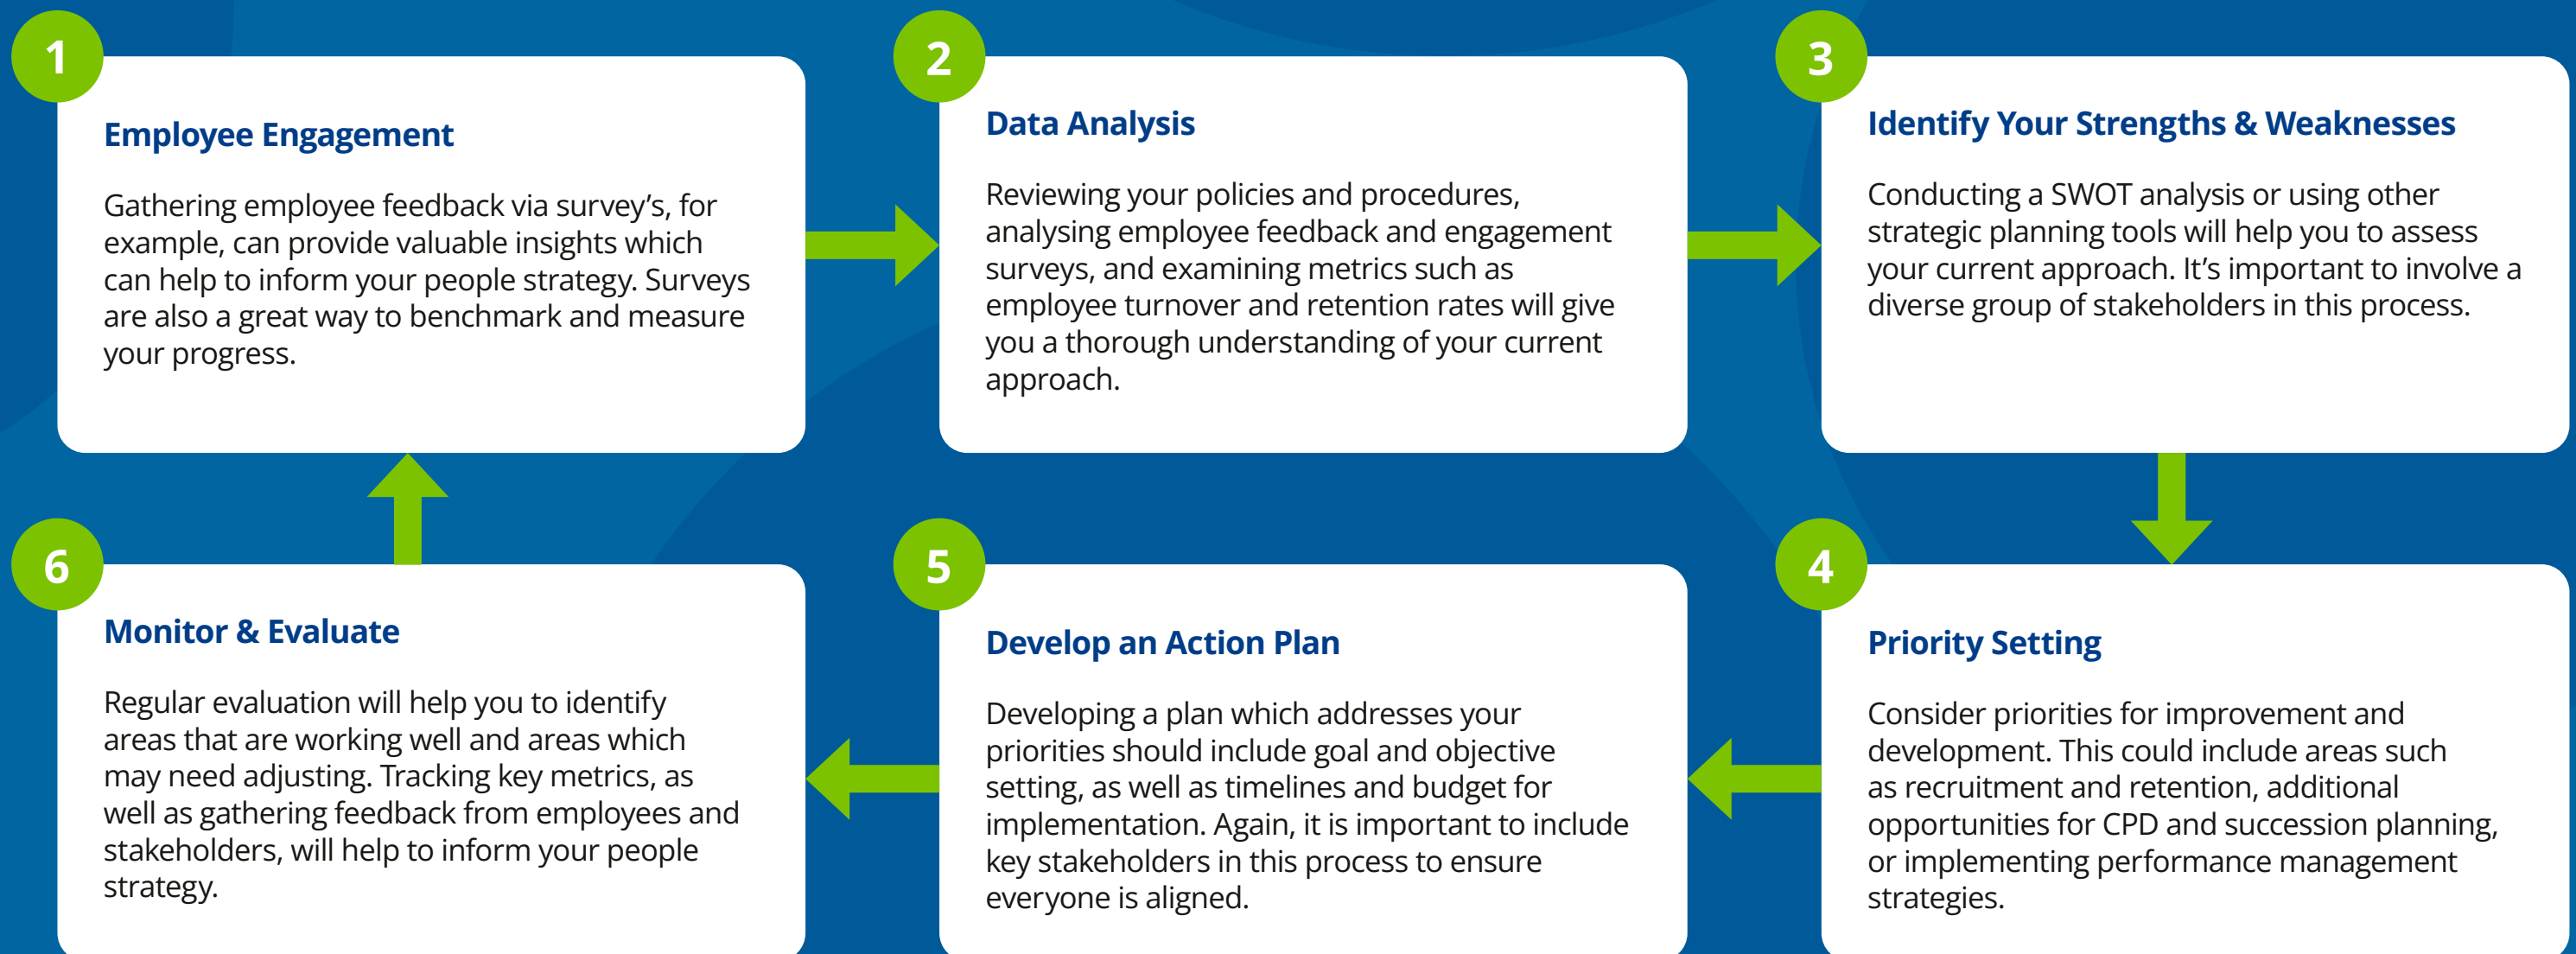 1
Employee Engagement
Gathering employee feedback via survey's, for
example, can provide valuable insights which
can help to inform your people strategy. Surveys
are also a great way to benchmark and measure
your progress.
2
Data Analysis
Reviewing your policies and procedures,
analysing employee feedback and engagement
surveys, and examining metrics such as
employee turnover and retention rates will give
you a thorough understanding of your current
approach.
3
Identify Your Strengths & Weaknesses
Conducting a SWOT analysis or using other
strategic planning tools will help you to assess
your current approach. It's important to involve a
diverse group of stakeholders in this process.
4
Priority Setting
Consider priorities for improvement and
development. This could include areas such
as recruitment and retention, additional
opportunities for CPD and succession planning,
or implementing performance management
strategies.
5
Develop an Action Plan
Developing a plan which addresses your
priorities should include goal and objective
setting, as well as timelines and budget for
implementation. Again, it is important to include
key stakeholders in this process to ensure
everyone is aligned.
6
Monitor & Evaluate
Regular evaluation will help you to identify
areas that are working well and areas which
may need adjusting. Tracking key metrics, as
well as gathering feedback from employees and
stakeholders, will help to inform your people
strategy.